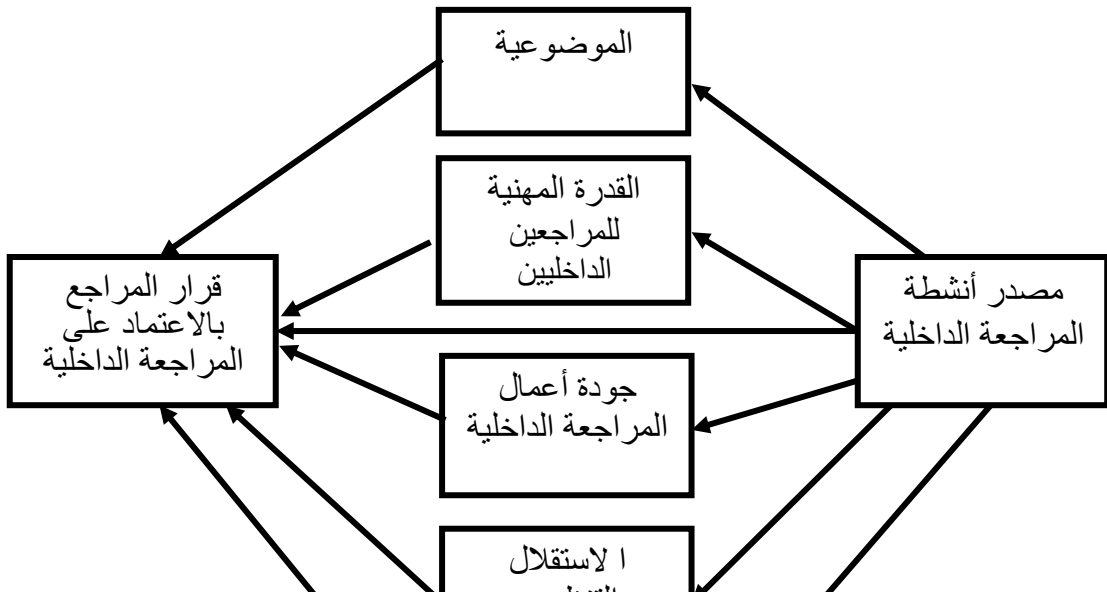 الموضوعية
القدرة المهنية
للمراجعين
الداخليين
مصدر أنشطة
المراجعة الداخلية
قرار المراجع
بالاعتماد على
المراجعة الداخلية
جودة أعمال
المراجعة الداخلية
ا لاستقلال